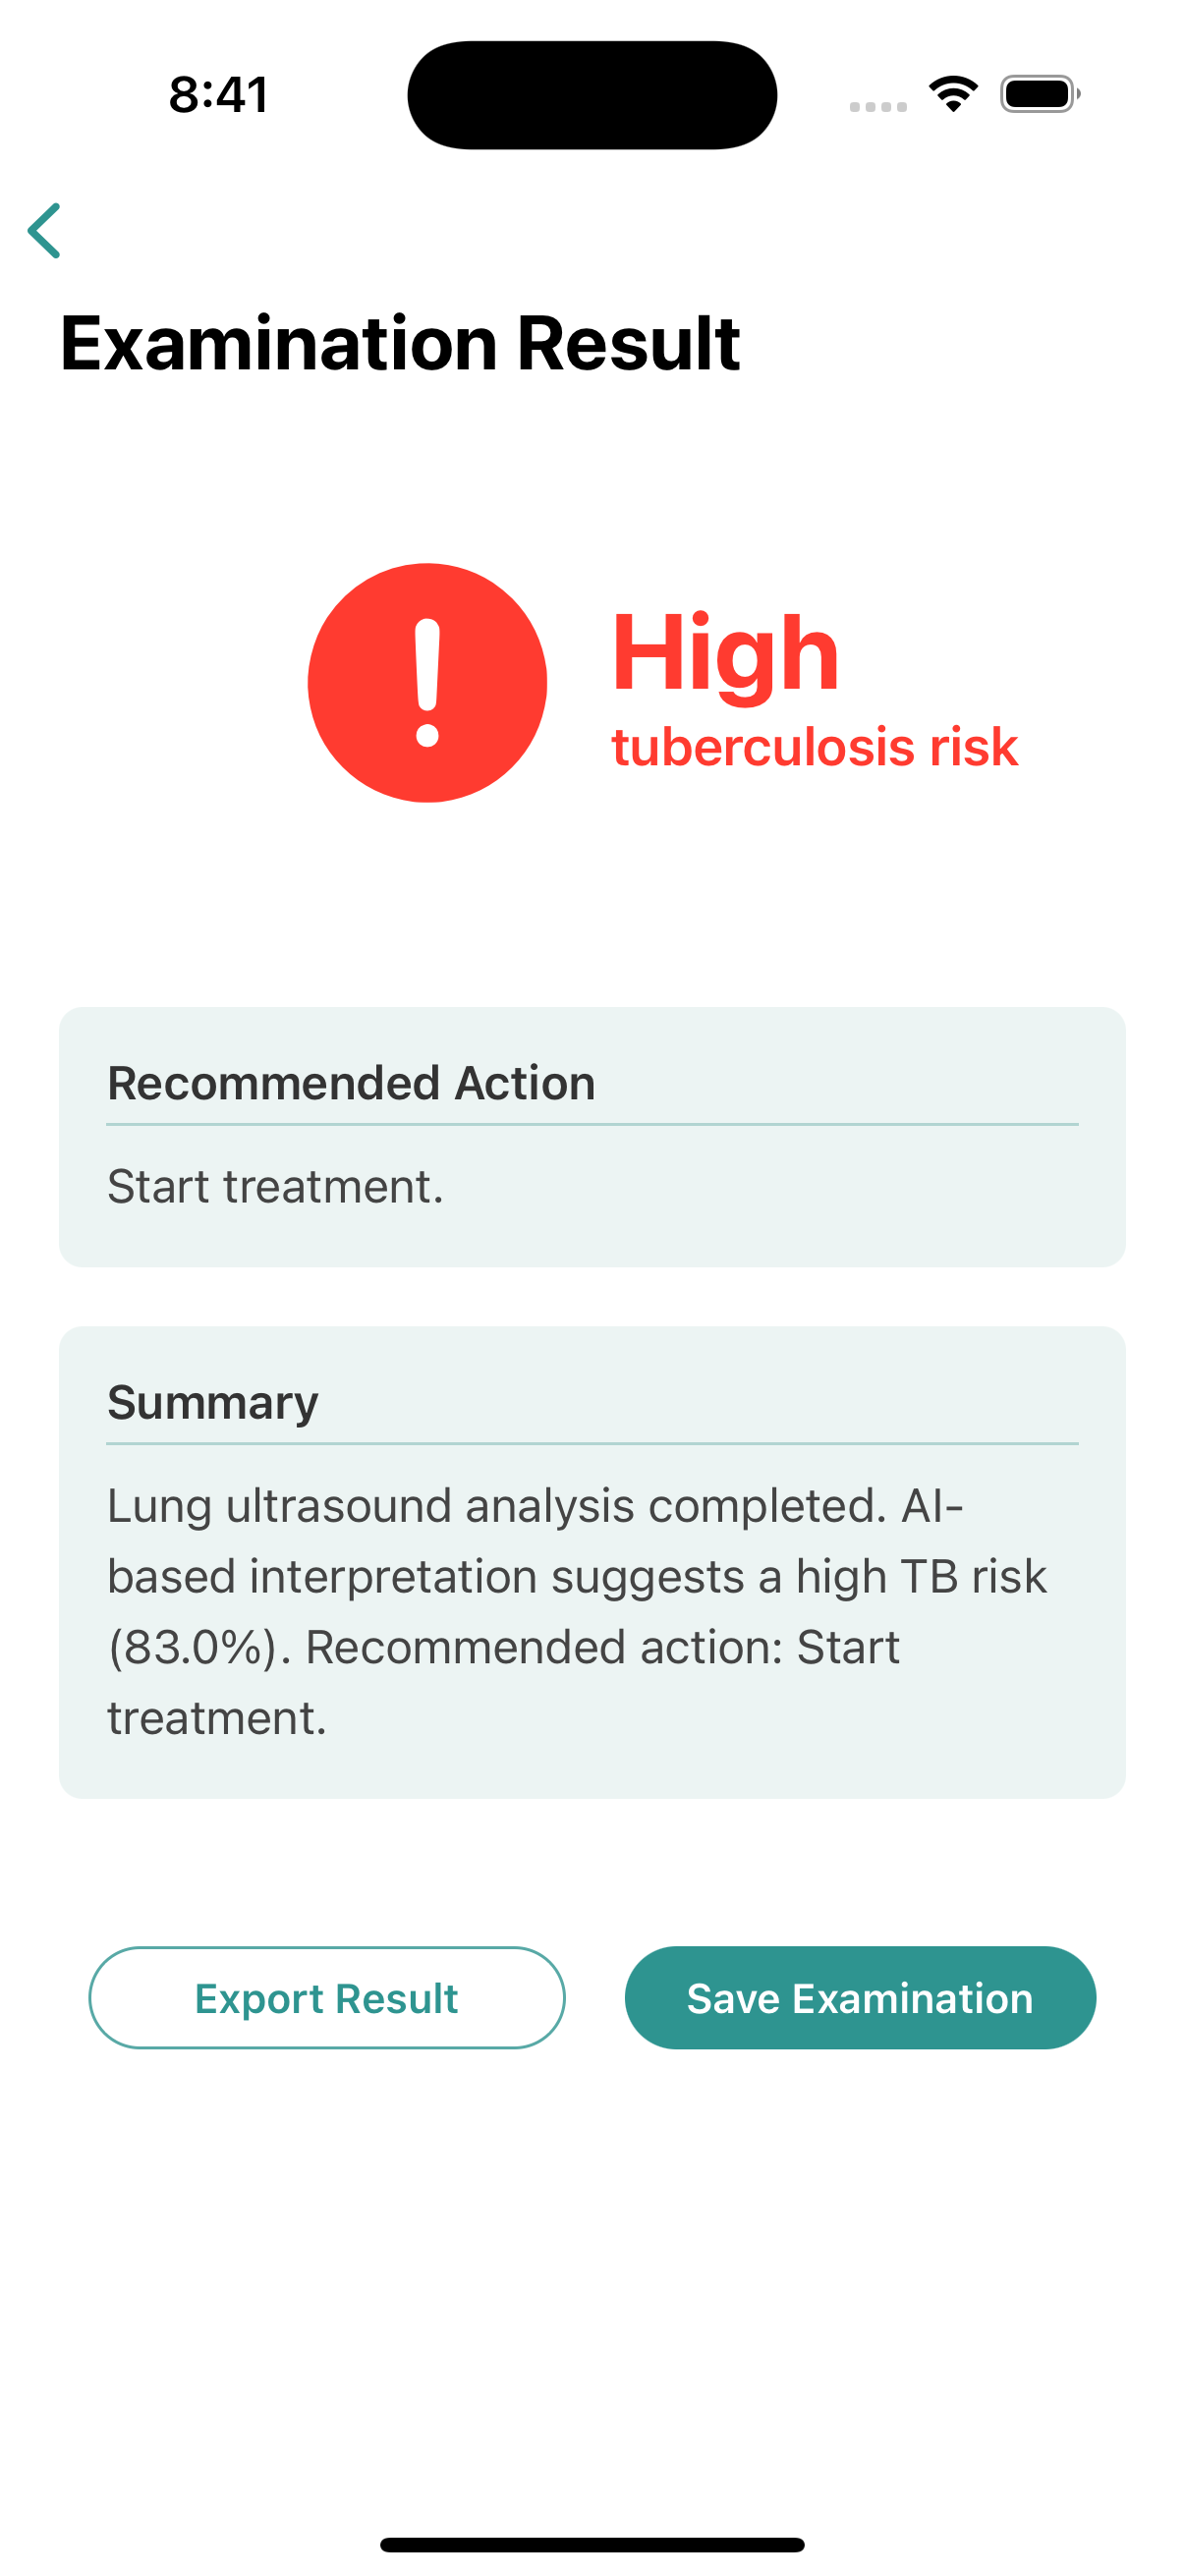 8:41
Examination Result
High
tuberculosis risk
Recommended Action
Start treatment.
Summary
Lung ultrasound analysis completed. AI-
based interpretation suggests a high TB risk
(83.0%). Recommended action: Start
treatment.
Export Result
Save Examination